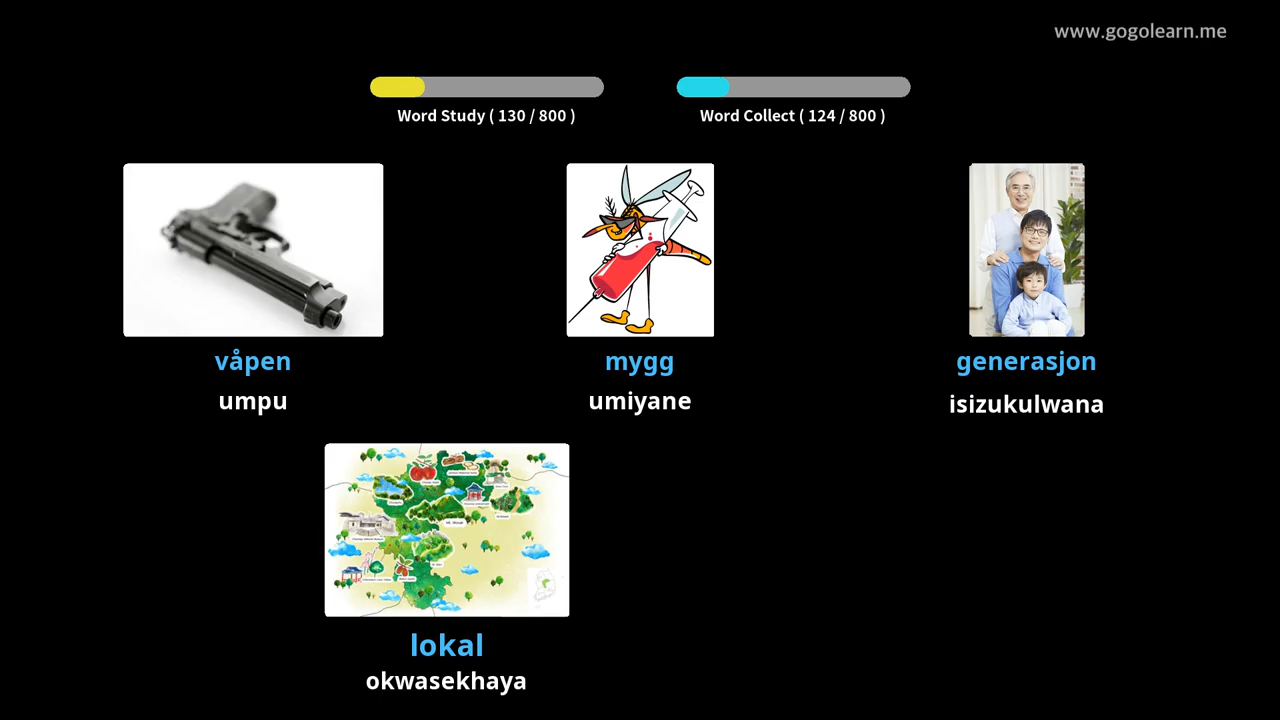 www.gogolearn.me
Word Study ( 130 / 800 )
Word Collect ( 124 / 800 )
våpen
umpu
mygg
umiyane
generasjon
isizukulwana
lokal
okwasekhaya